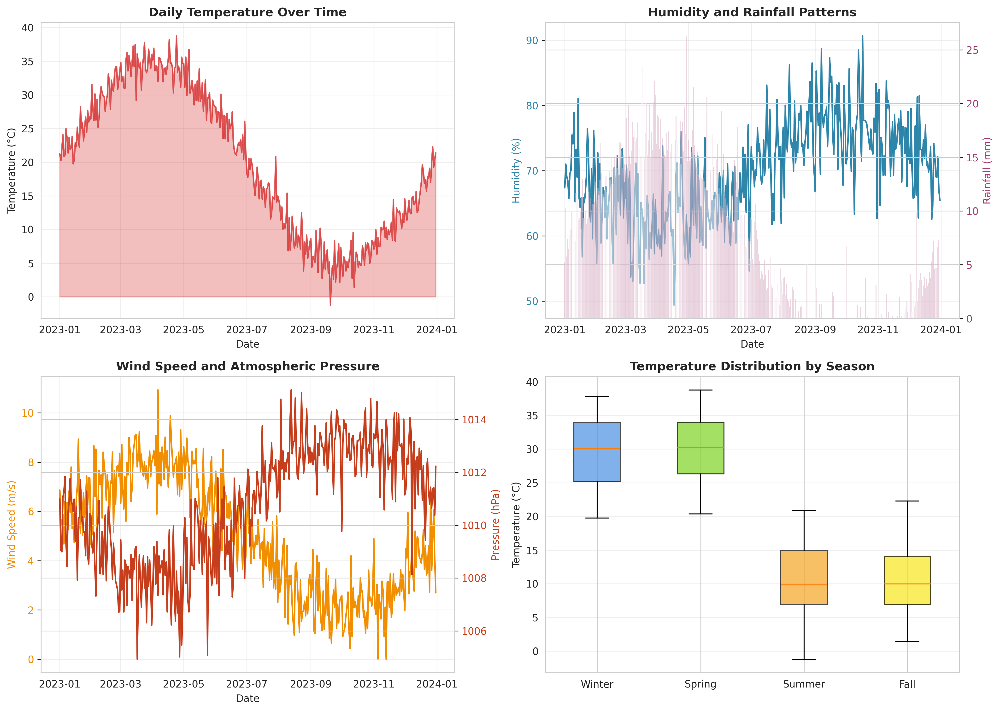 Daily Temperature Over Time
40
35
30
25
20
15
10
5
0
Temperature (°C)
2023-01 2023-03 2023-05 2023-07 2023-09 2023-11 2024-01
Date
Humidity and Rainfall Patterns
90
80
70
60
50
Humidity (%)
25
20
15
10
5
0
Rainfall (mm)
2023-01 2023-03 2023-05 2023-07 2023-09 2023-11 2024-01
Date
Wind Speed and Atmospheric Pressure
10
8
6
4
2
0
Wind Speed (m/s)
1014
1012
1010
1008
1006
Pressure (hPa)
2023-01 2023-03 2023-05 2023-07 2023-09 2023-11 2024-01
Date
Temperature Distribution by Season
40
35
30
25
20
15
10
5
0
Temperature (°C)
Winter Spring Summer Fall